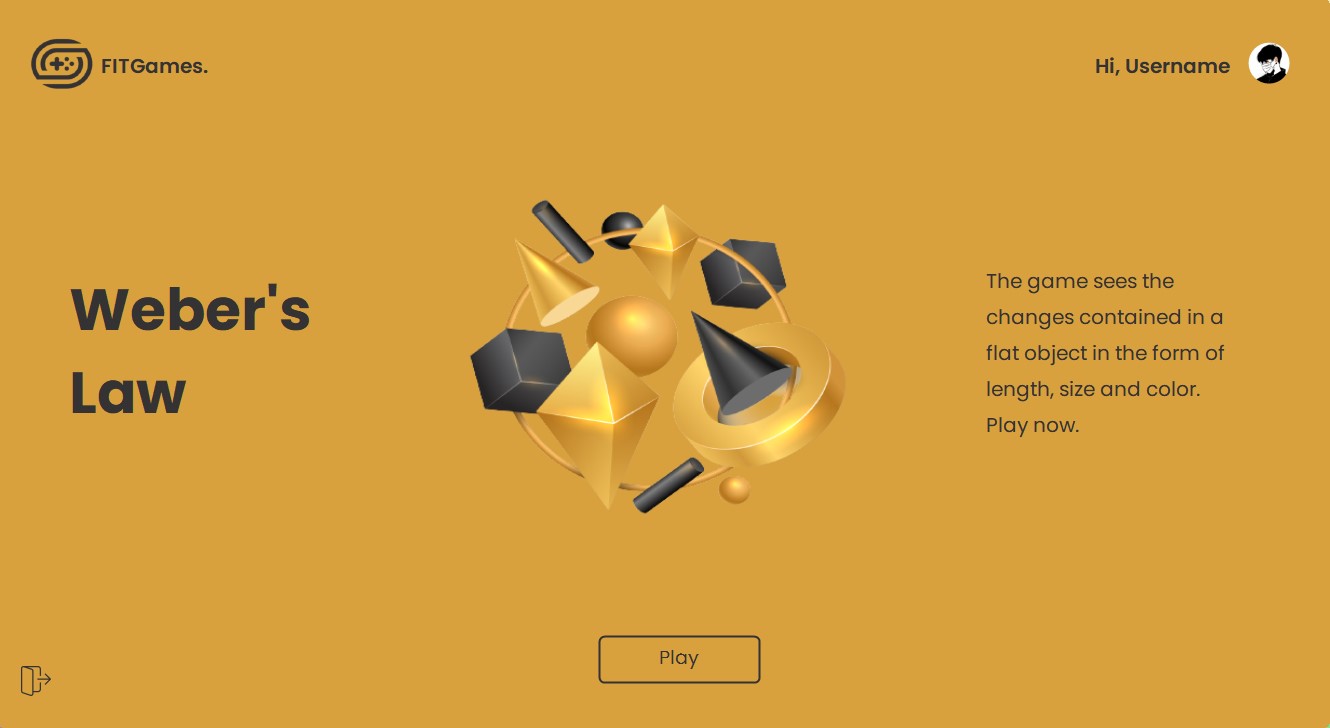 FITGames.
Hi, Username
Weber's
Law
The game sees the
changes contained in a
flat object in the form of
length, size and color.
Play now.
Play